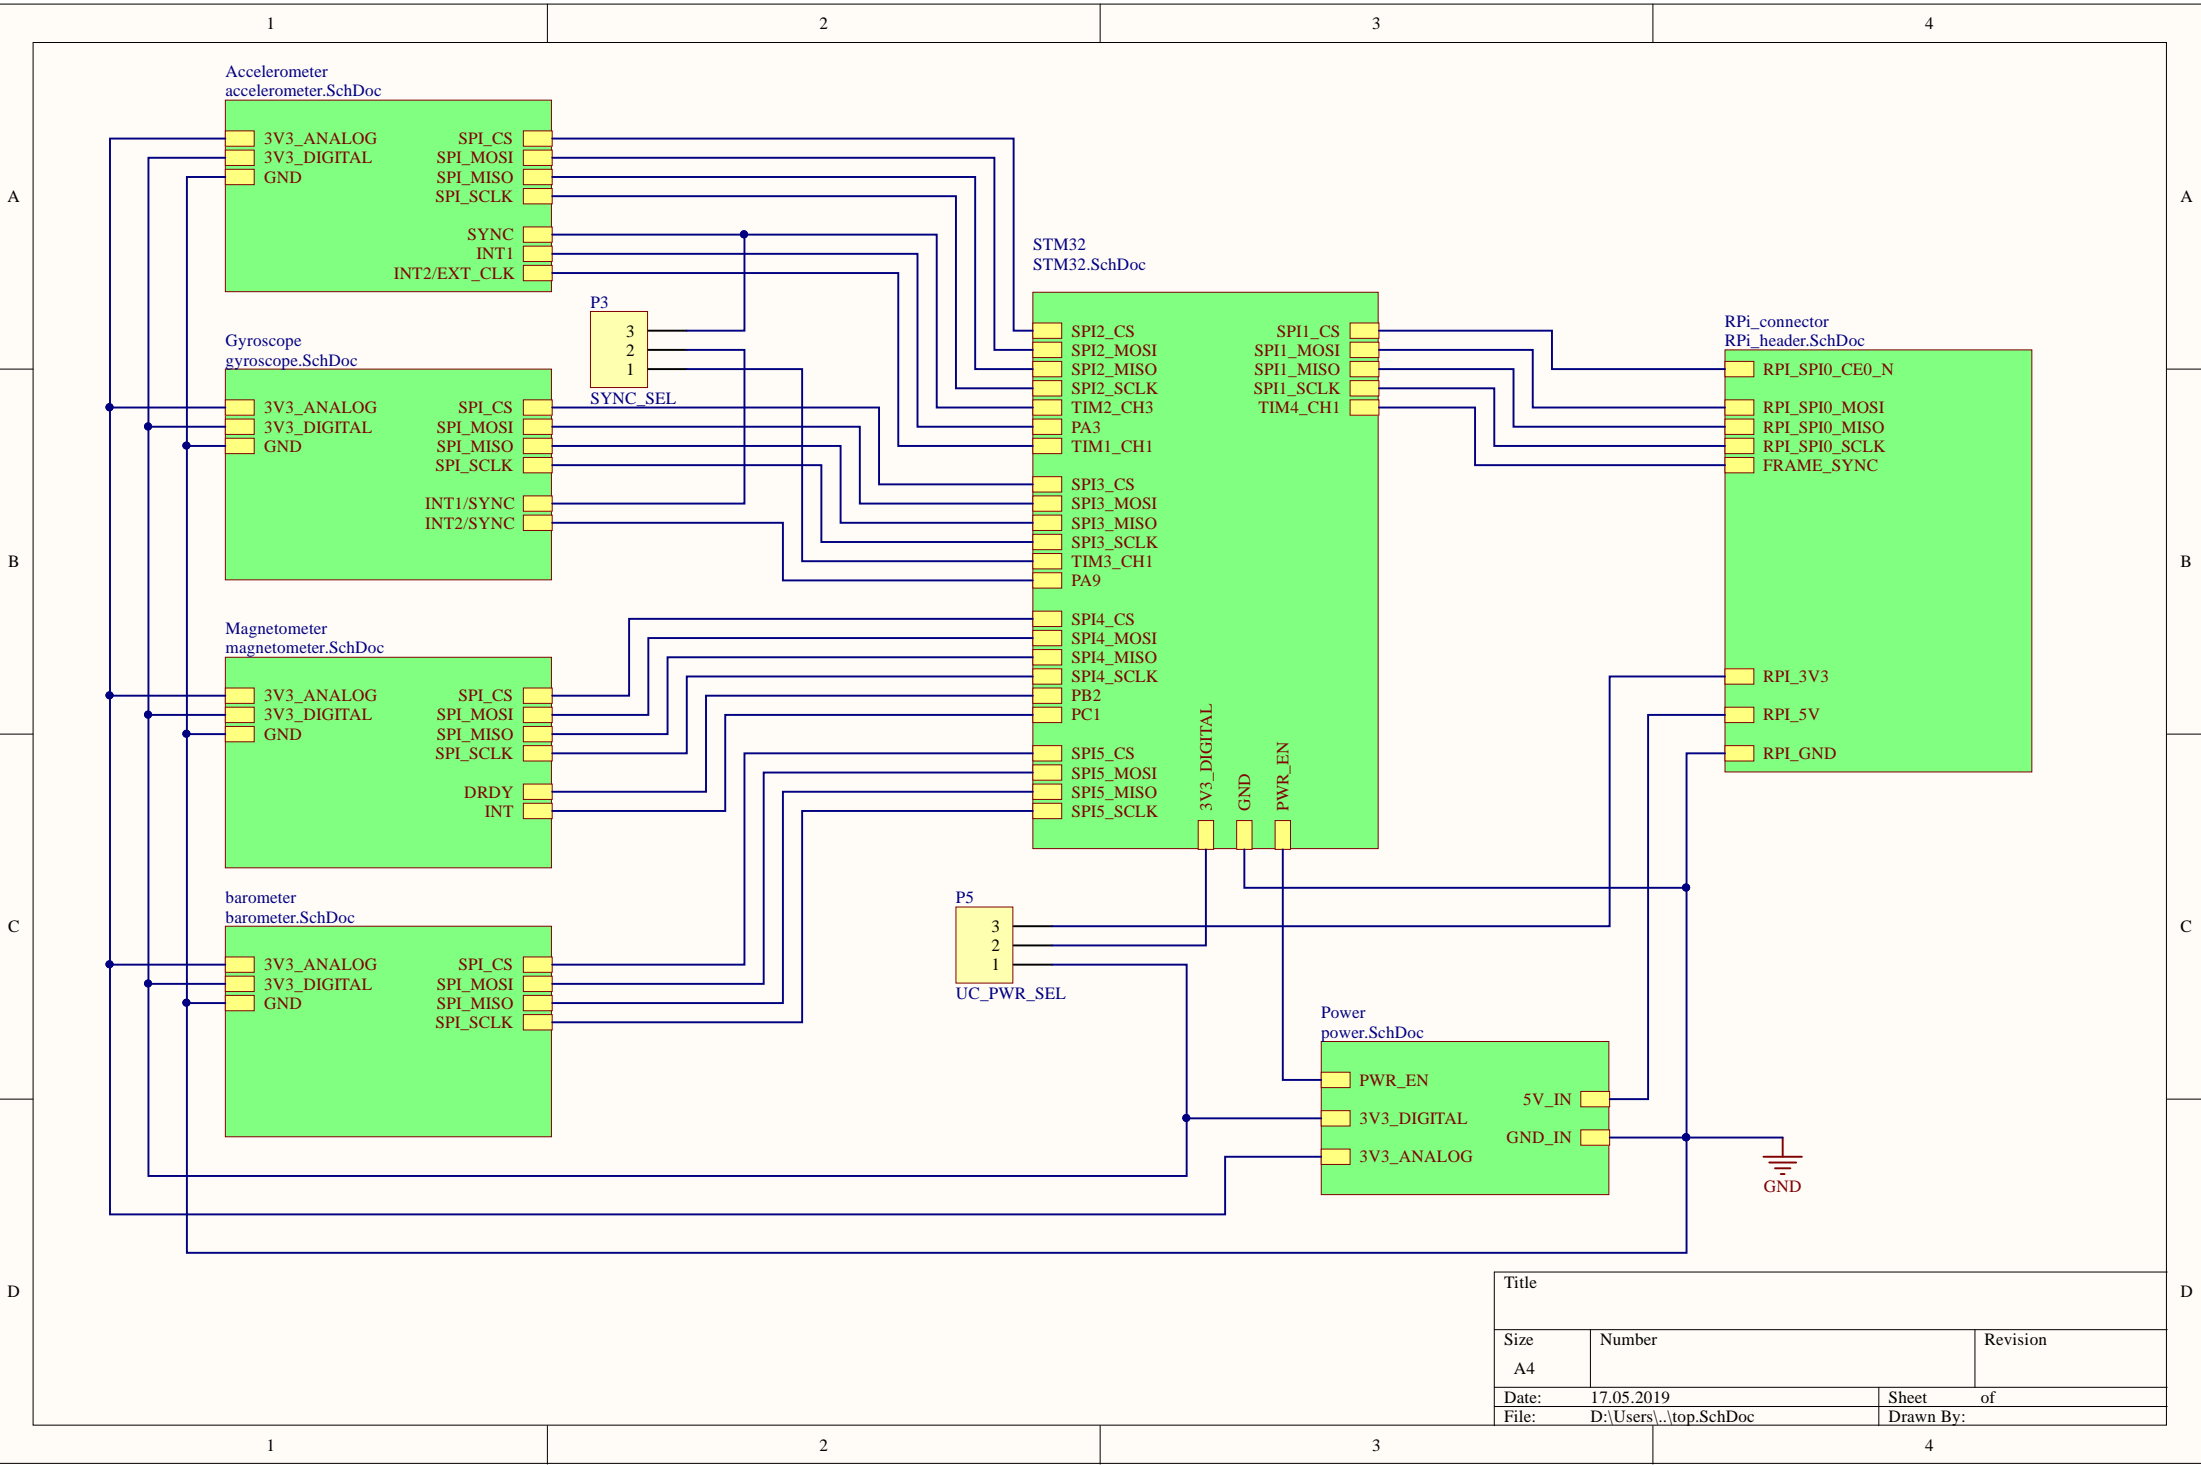 1 2 3 4
A
B
C
D
A
B
C
D
Accelerometer
accelerometer.SchDoc
3V3_ANALOG SPI_CS
3V3_DIGITAL SPI_MOSI
GND SPI_MISO
SPI_SCLK
SYNC
INT1
INT2/EXT_CLK
P3
3
2
1
SYNC_SEL
Gyroscope
gyroscope.SchDoc
3V3_ANALOG SPI_CS
3V3_DIGITAL SPI_MOSI
GND SPI_MISO
SPI_SCLK
INT1/SYNC
INT2/SYNC
Magnetometer
magnetometer.SchDoc
3V3_ANALOG SPI_CS
3V3_DIGITAL SPI_MOSI
GND SPI_MISO
SPI_SCLK
DRDY
INT
barometer
barometer.SchDoc
3V3_ANALOG SPI_CS
3V3_DIGITAL SPI_MOSI
GND SPI_MISO
SPI_SCLK
STM32
STM32.SchDoc
SPI2_CS SPI1_CS
SPI2_MOSI SPI1_MOSI
SPI2_MISO SPI1_MISO
SPI2_SCLK SPI1_SCLK
TIM2_CH3 TIM4_CH1
PA3
TIM1_CH1
SPI3_CS
SPI3_MOSI
SPI3_MISO
SPI3_SCLK
TIM3_CH1
PA9
SPI4_CS
SPI4_MOSI
SPI4_MISO
SPI4_SCLK
PB2
PC1
SPI5_CS
SPI5_MOSI
SPI5_MISO
SPI5_SCLK
3V3_DIGITAL
GND
PWR_EN
P5
3
2
1
UC_PWR_SEL
RPi_connector
RPi_header.SchDoc
RPI_SPI0_CE0_N
RPI_SPI0_MOSI
RPI_SPI0_MISO
RPI_SPI0_SCLK
FRAME_SYNC
RPI_3V3
RPI_5V
RPI_GND
Power
power.SchDoc
PWR_EN
5V_IN
3V3_DIGITAL
GND_IN
3V3_ANALOG
GND
Title
Size Number Revision
A4
Date: 17.05.2019 Sheet of
File: D:\Users\..\top.SchDoc Drawn By:
1 2 3 4